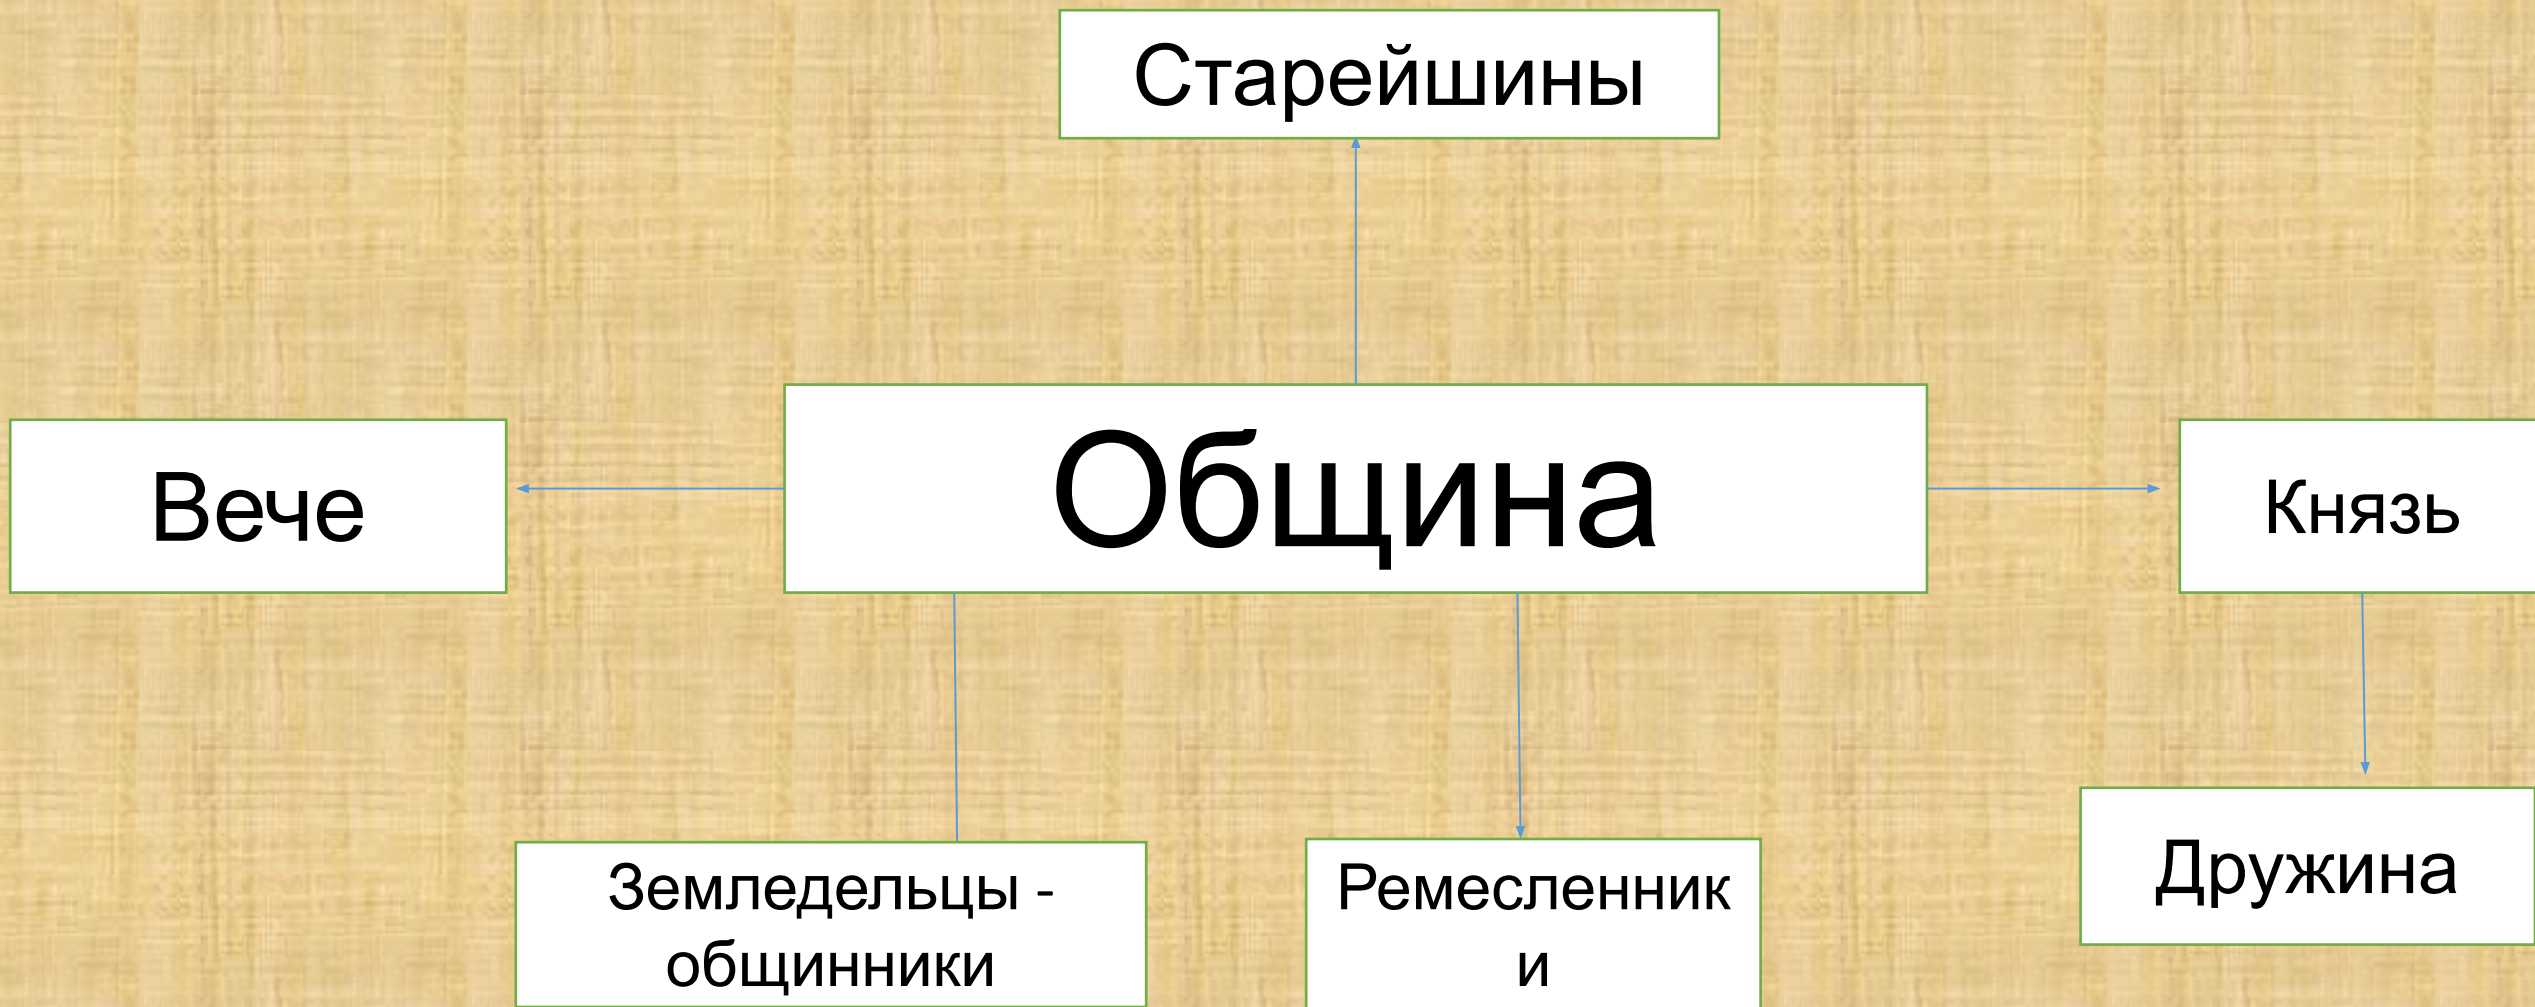 Старейшины
Вече
Община
Князь
Земледельцы -
общинники
Ремесленник
и
Дружина